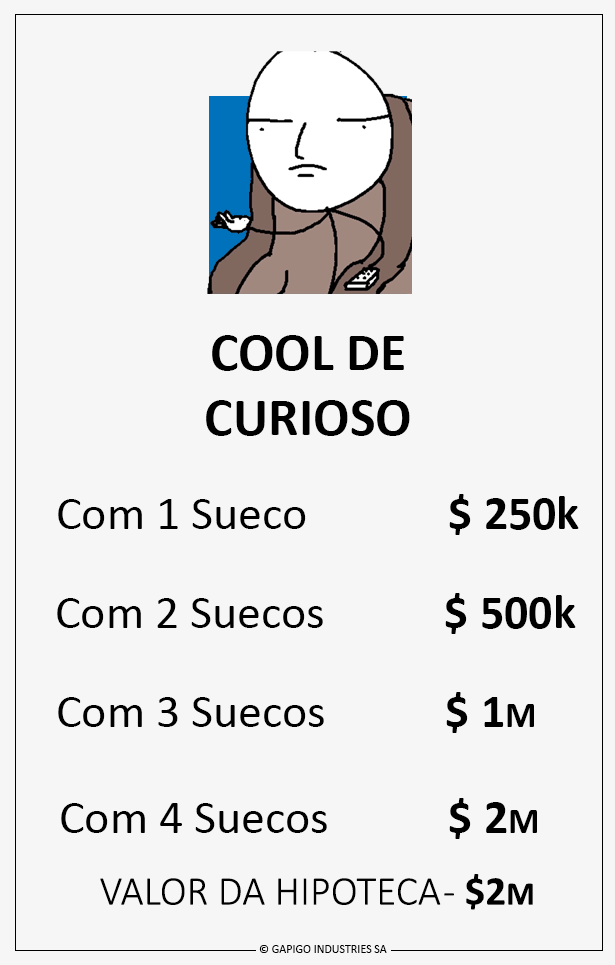 COOL DE
CURIOSO
Com 1 Sueco $ 250k
Com 2 Suecos $ 500k
Com 3 Suecos $ 1M
Com 4 Suecos $ 2M
VALOR DA HIPOTECA- $2M
© GAPIGO INDUSTRIES SA